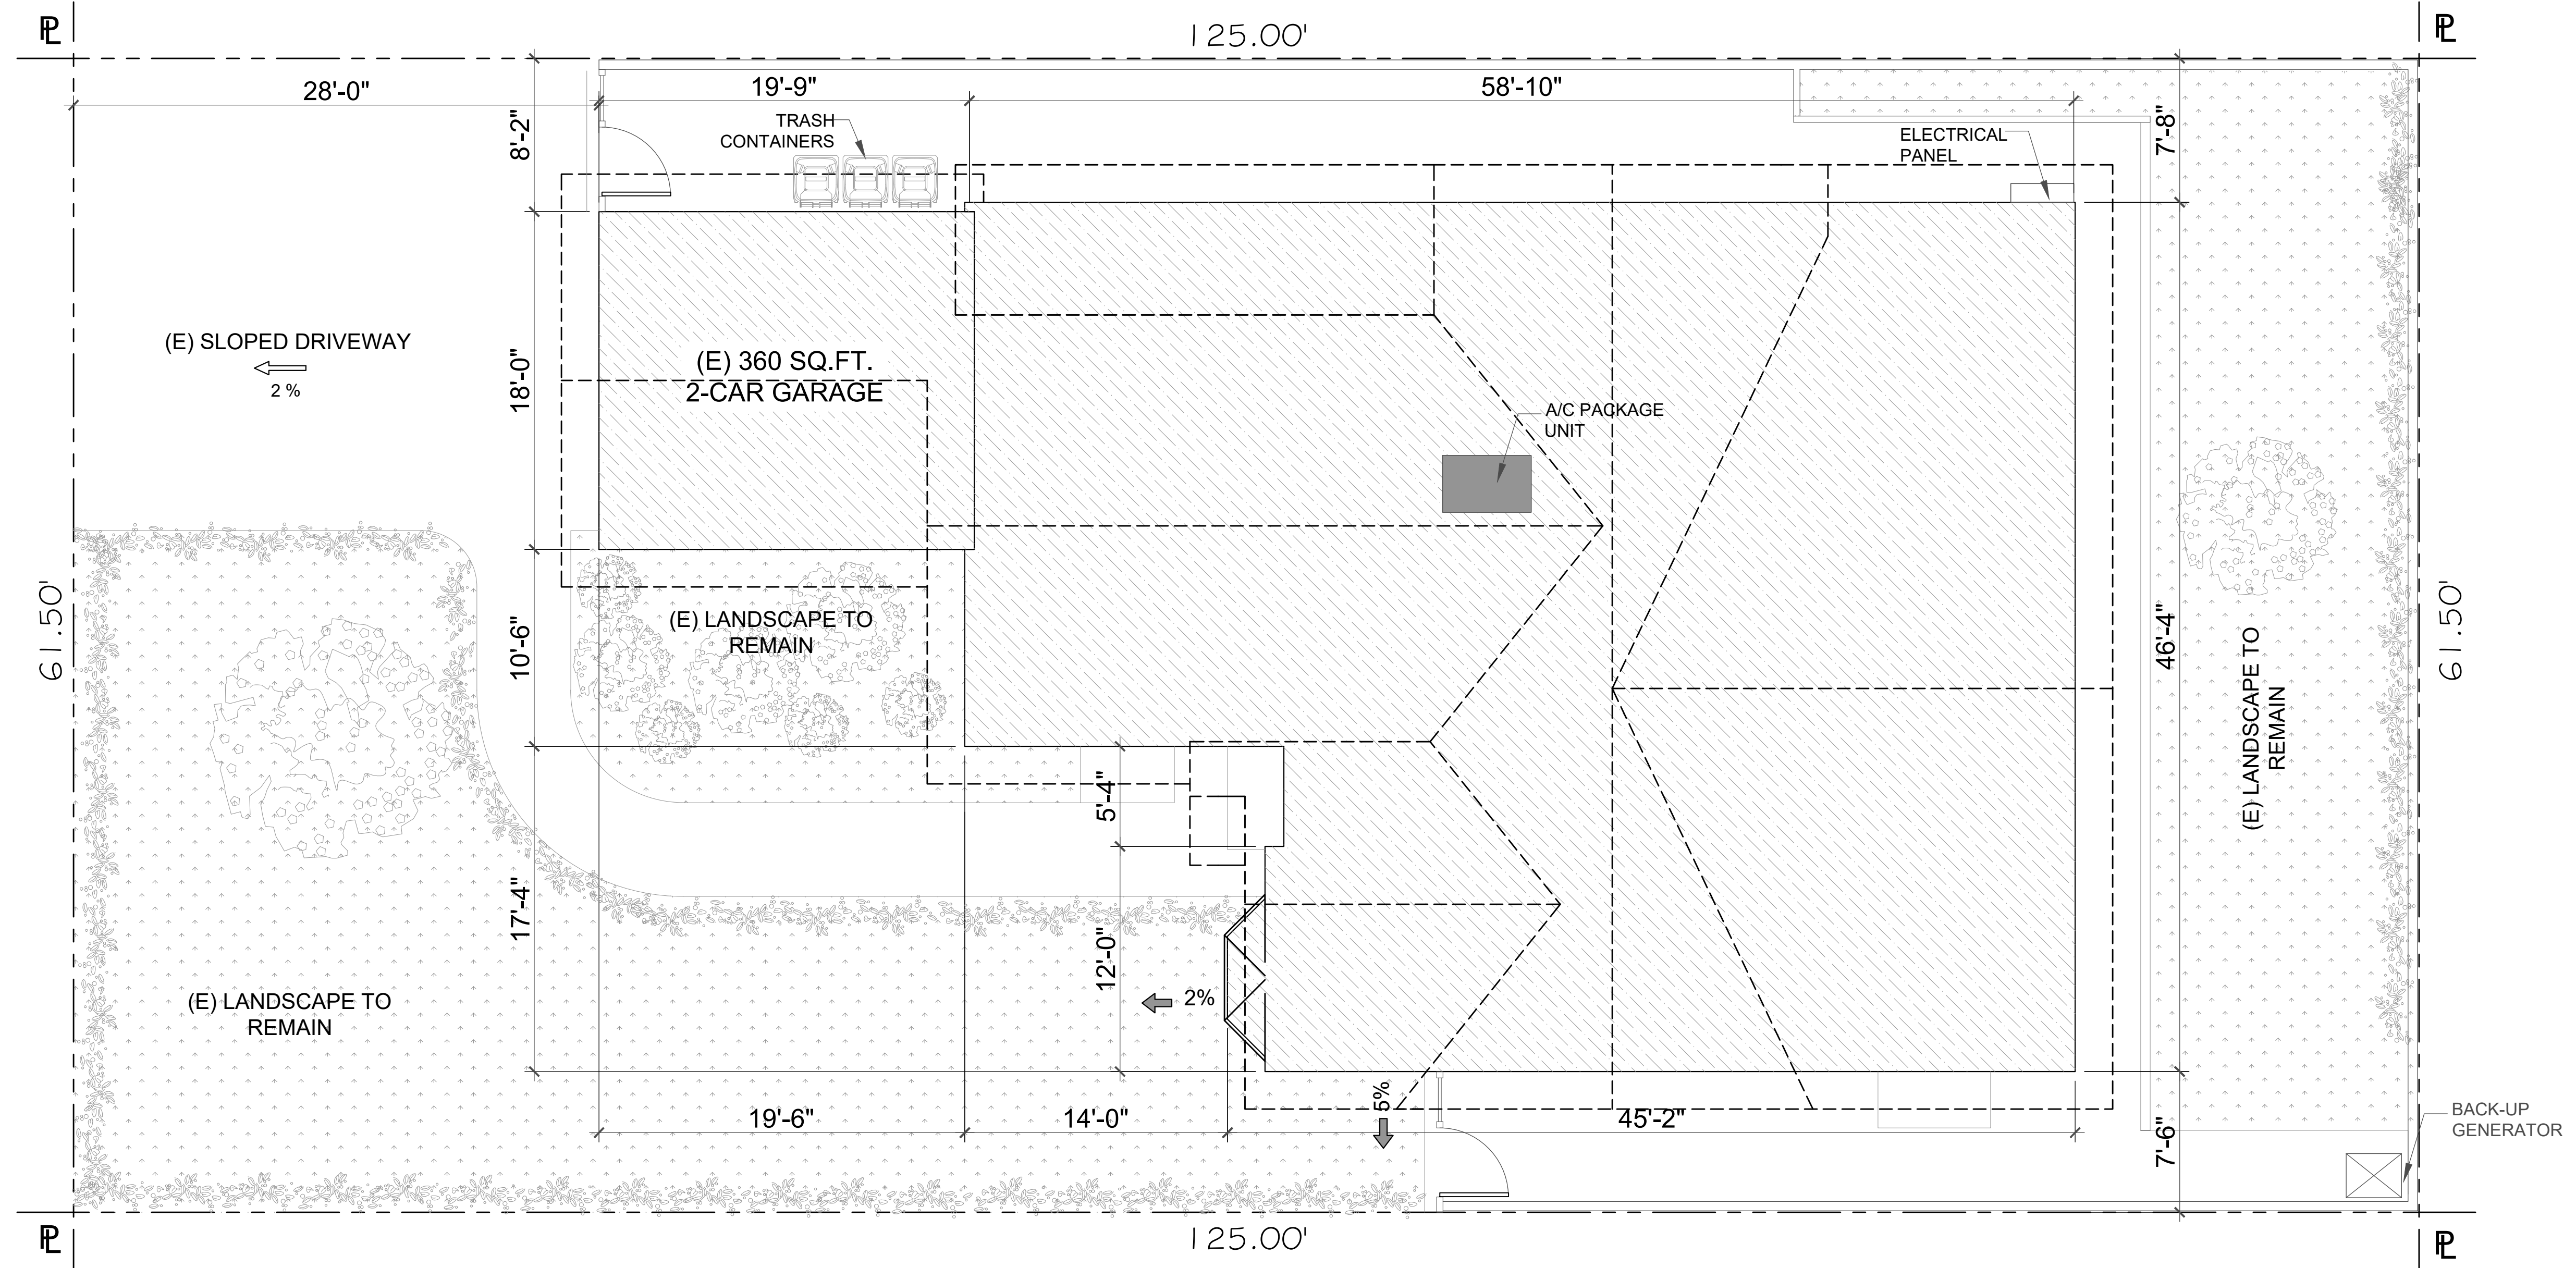 PL
125.00'
PL
28'-0"
19'-9"
58'-10"
8'-2"
TRASH
CONTAINERS
ELECTRICAL
PANEL
7'-8"
(E) SLOPED DRIVEWAY
2 %
18'-0"
(E) 360 SQ.FT.
2-CAR GARAGE
A/C PACKAGE
UNIT
61.50'
10'-6"
(E) LANDSCAPE TO
REMAIN
46'-4"
(E) LANDSCAPE TO
REMAIN
61.50'
5'-4"
17'-4"
12'-0"
2%
(E) LANDSCAPE TO
REMAIN
19'-6"
14'-0"
5%
45'-2"
7'-6"
BACK-UP
GENERATOR
PL
125.00'
PL